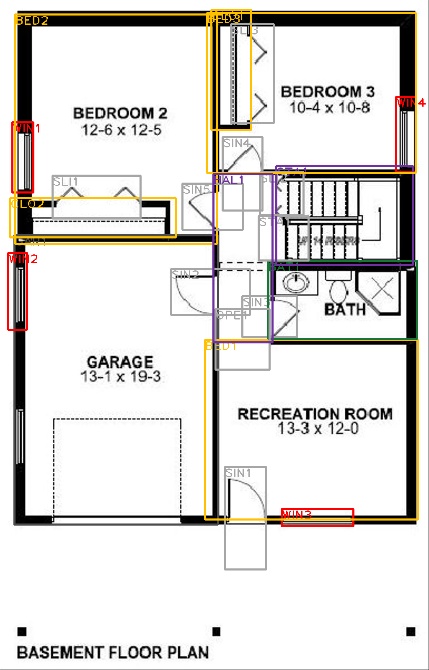 BED2
BED3
SLI3
BEDROOM 3
10-4 x 10-8
WIN4
BEDROOM 2
12-6 x 12-5
WIN1
SIN4
SLI1
SIN5
HAL1
CLO2
WIN2
SIN2
SIN3
OPE1
BATH
BED1
GARAGE
13-1 x 19-3
RECREATION ROOM
13-3 x 12-0
SIN1
WIN3
BASEMENT FLOOR PLAN